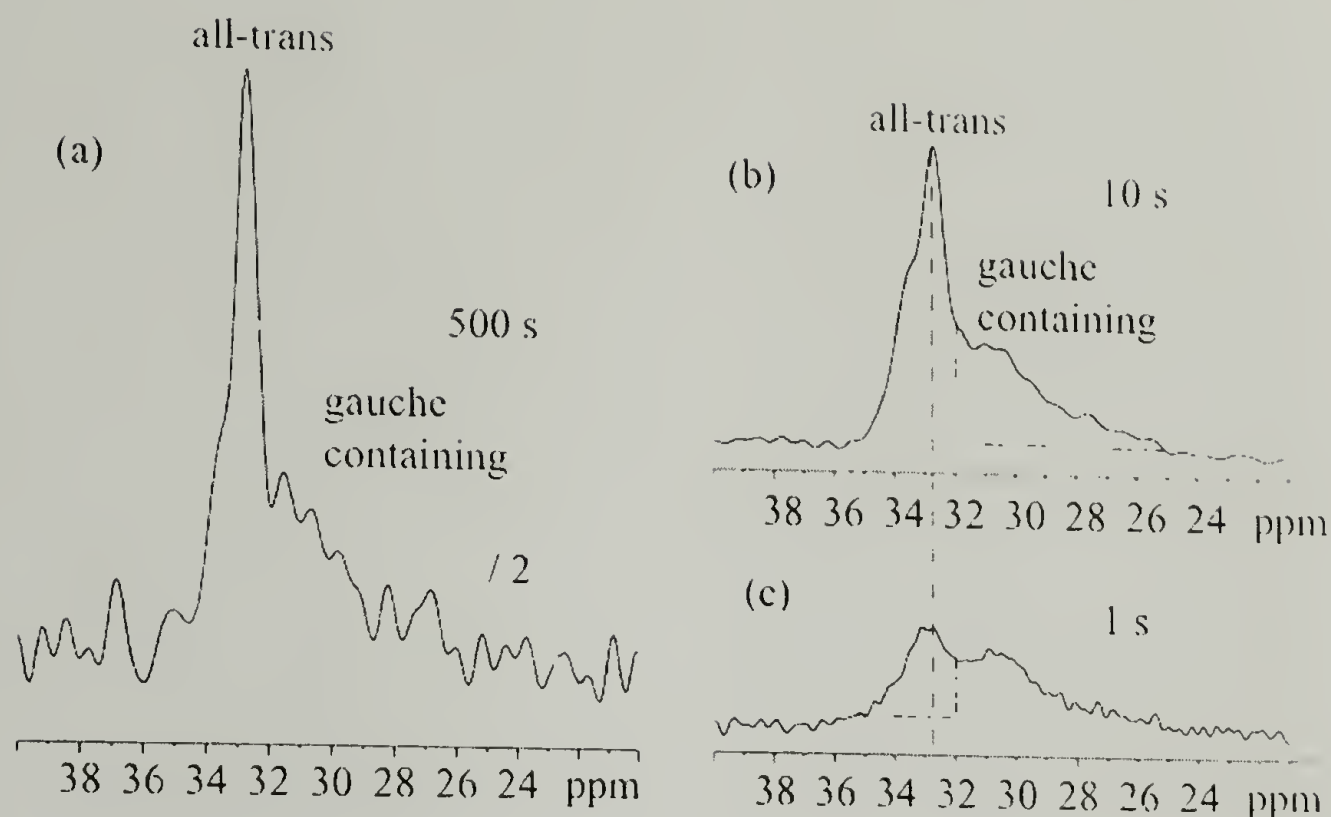 all-trans
(a)
500 s
gauche
containing
/ 2
38 36 34 32 30 28 26 24 ppm
all-trans
(b)
10 s
gauche
containing
38 36 34 32 30 28 26 24 ppm
(c)
1 s
38 36 34 32 30 28 26 24 ppm